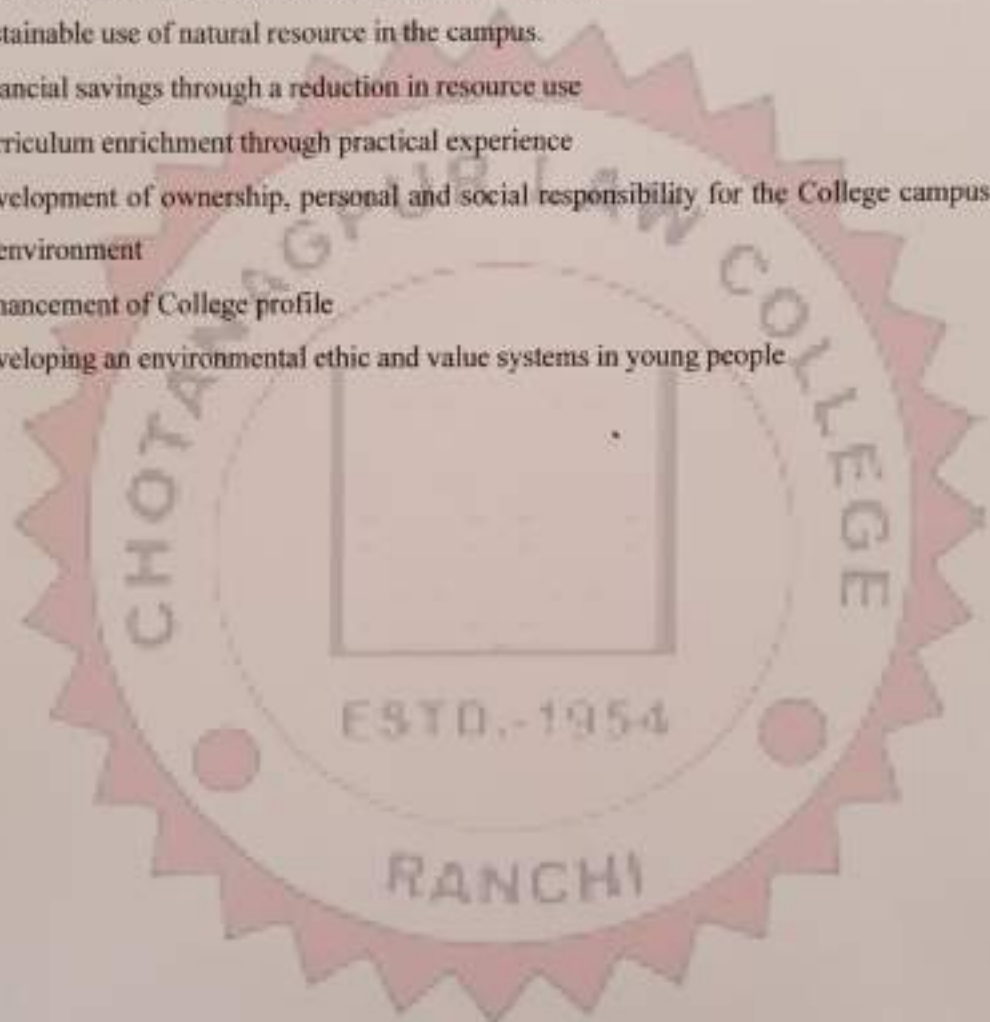 stainable use of natural resource in the campus.
ancial savings through a reduction in resource use
rriculum enrichment through practical experience
velopment of ownership, personal and social responsibility for the College campus
environment
hancement of College profile
veloping an environmental ethic and value systems in young people
CHOTANAGPUR LAW COLLEGE
ESTD.-1954
RANCHI